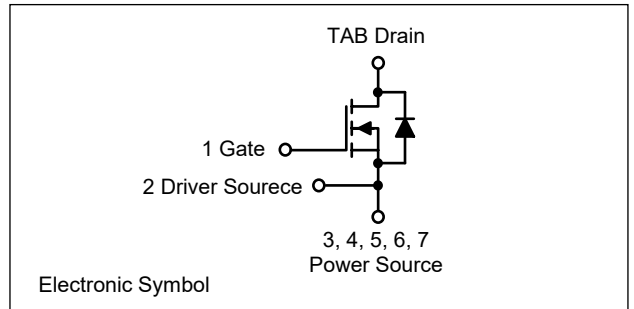 TAB Drain
1 Gate
2 Driver Sourece
3, 4, 5, 6, 7
Power Source
Electronic Symbol